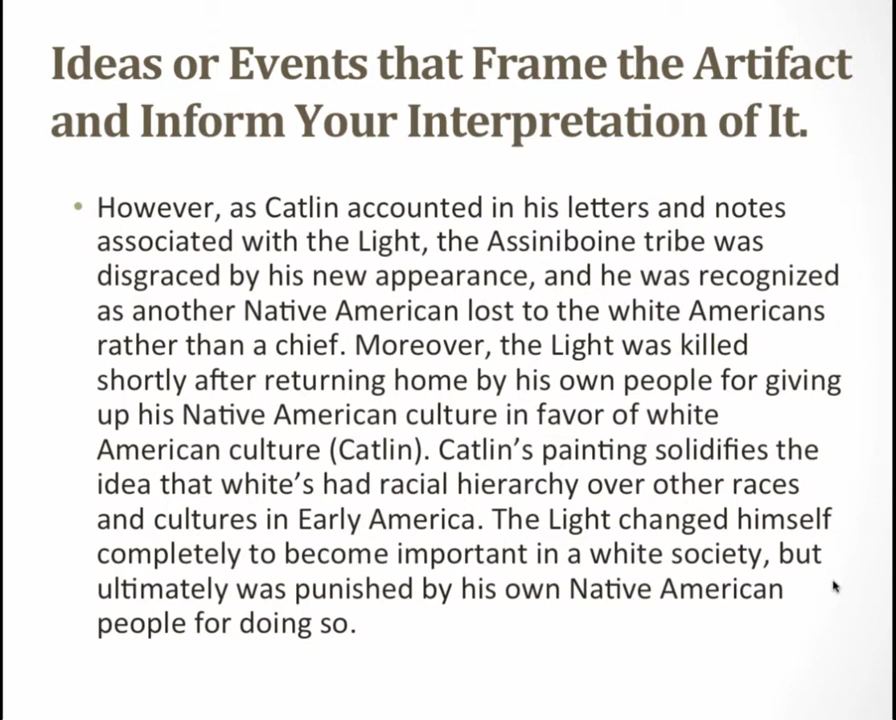 Ideas or Events that Frame the Artifact
and Inform Your Interpretation of It.
• However, as Catlin accounted in his letters and notes
associated with the Light, the Assiniboine tribe was
disgraced by his new appearance, and he was recognized
as another Native American lost to the white Americans
rather than a chief. Moreover, the Light was killed
shortly after returning home by his own people for giving
up his Native American culture in favor of white
American culture (Catlin). Catlin’s painting solidifies the
idea that white’s had racial hierarchy over other races
and cultures in Early America. The Light changed himself
completely to become important in a white society, but
ultimately was punished by his own Native American
people for doing so.